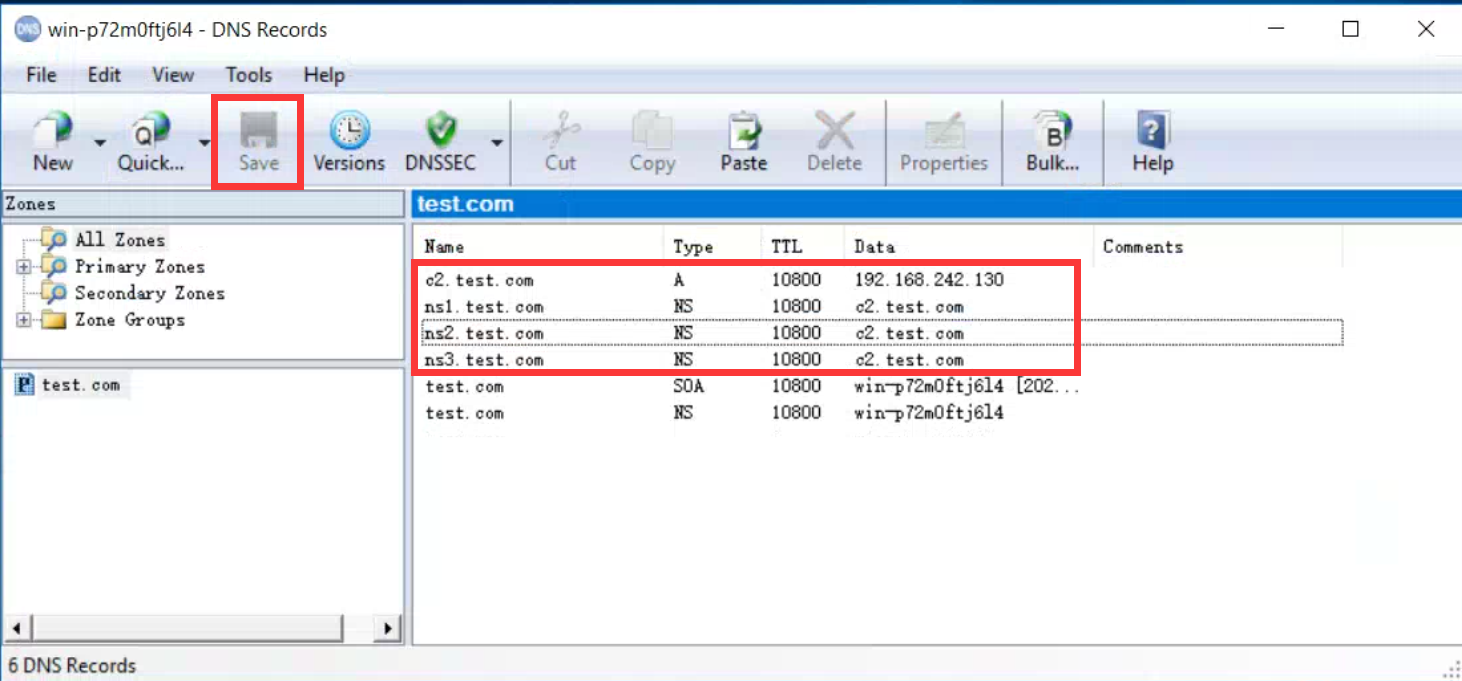 DNS win-p72m0ftj6l4 - DNS Records
File Edit View Tools Help
New Quick... Save Versions DNSSEC Cut Copy Paste Delete Properties Bulk... Help
Zones
All Zones
Primary Zones
Secondary Zones
Zone Groups
test.com
test.com
Name Type TTL Data Comments
c2.test.com A 10800 192.168.242.130
ns1.test.com NS 10800 c2.test.com
ns2.test.com NS 10800 c2.test.com
ns3.test.com NS 10800 c2.test.com
test.com SOA 10800 win-p72m0ftj6l4 [202...
test.com NS 10800 win-p72m0ftj6l4
6 DNS Records